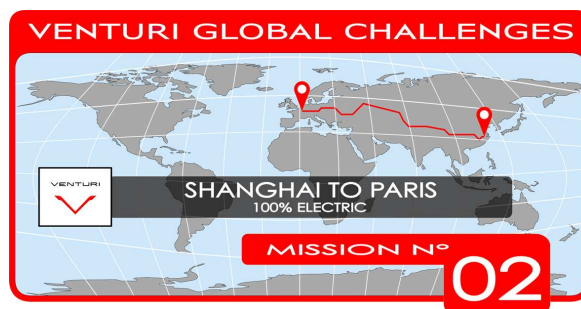 VENTURI GLOBAL CHALLENGES
VENTURI
SHANGHAI TO PARIS
100% ELECTRIC
MISSION Nº
02